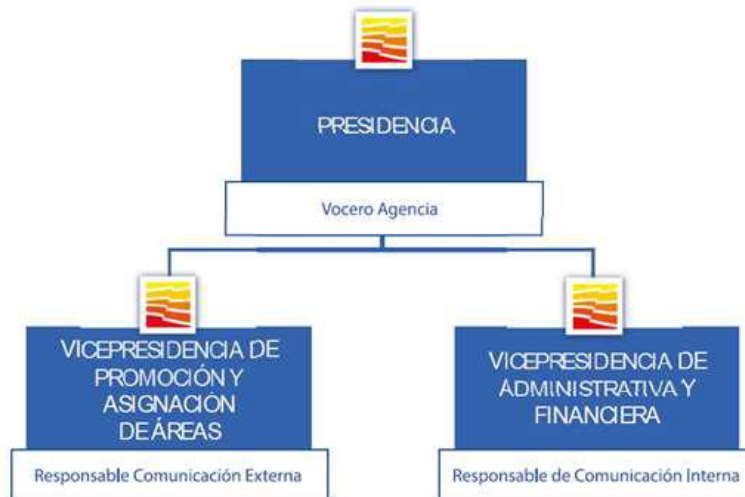 PRESIDENCIA
Vocero Agencia
VICEPRESIDENCIA DE
PROMOCIÓN Y
ASIGNACIÓN
DE ÁREAS
Responsable Comunicación Externa
VICEPRESIDENCIA DE
ADMINISTRATIVA Y
FINANCIERA
Responsable de Comunicación Interna